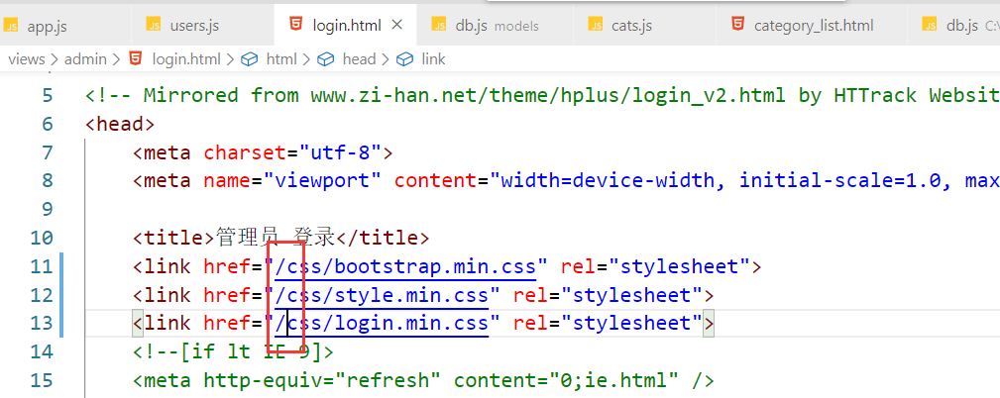 app.js users.js login.html db.js models cats.js category_list.html db.js C:\
views > admin > login.html > html > head > link
5 <!-- Mirrored from www.zi-han.net/theme/hplus/login_v2.html by HTTrack Websit
6 <head>
7 <meta charset="utf-8">
8 <meta name="viewport" content="width=device-width, initial-scale=1.0, max
9
10 <title>管理员 登录</title>
11 <link href="/css/bootstrap.min.css" rel="stylesheet">
12 <link href="/css/style.min.css" rel="stylesheet">
13 <link href="/css/login.min.css" rel="stylesheet">
14 <!--[if lt IE 9]>
15 <meta http-equiv="refresh" content="0;ie.html" />